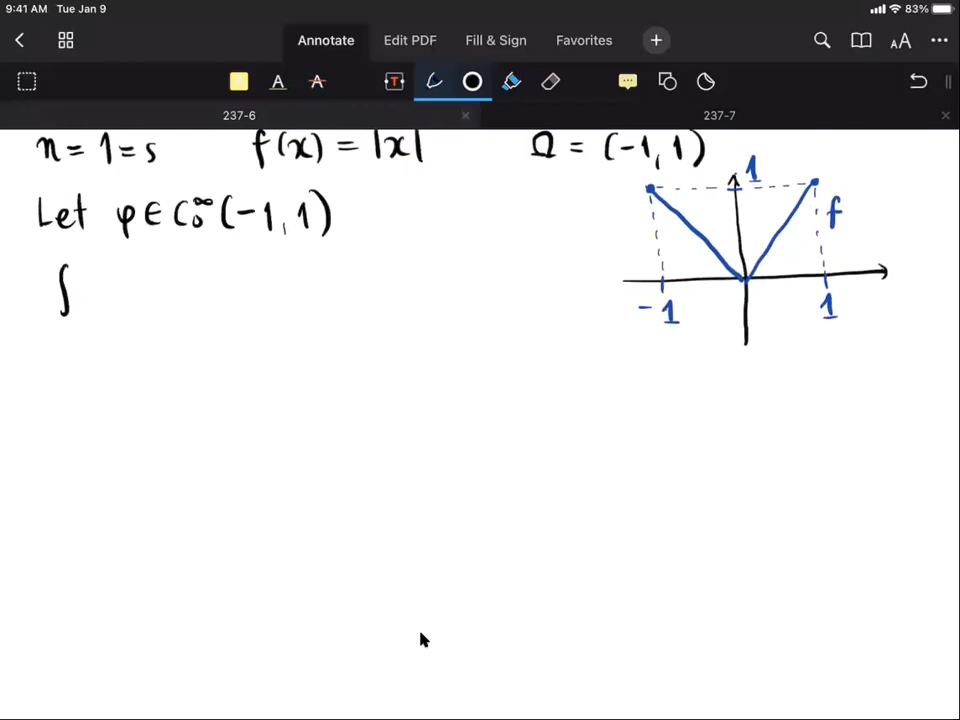 9:41 AM Tue Jan 9 83%
Annotate Edit PDF Fill & Sign Favorites
237-6 237-7
n = 1 = s f(x) = |x| Ω = (-1, 1)
Let φ ∈ C₀^∞ (-1, 1)
∫
1
f
-1 1